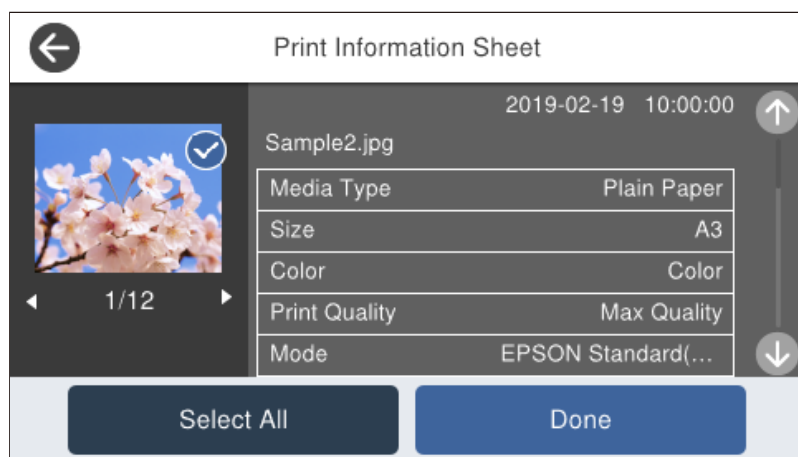 Print Information Sheet
2019-02-19 10:00:00
Sample2.jpg
Media Type Plain Paper
Size A3
Color Color
1/12
Print Quality Max Quality
Mode EPSON Standard(...
Select All
Done